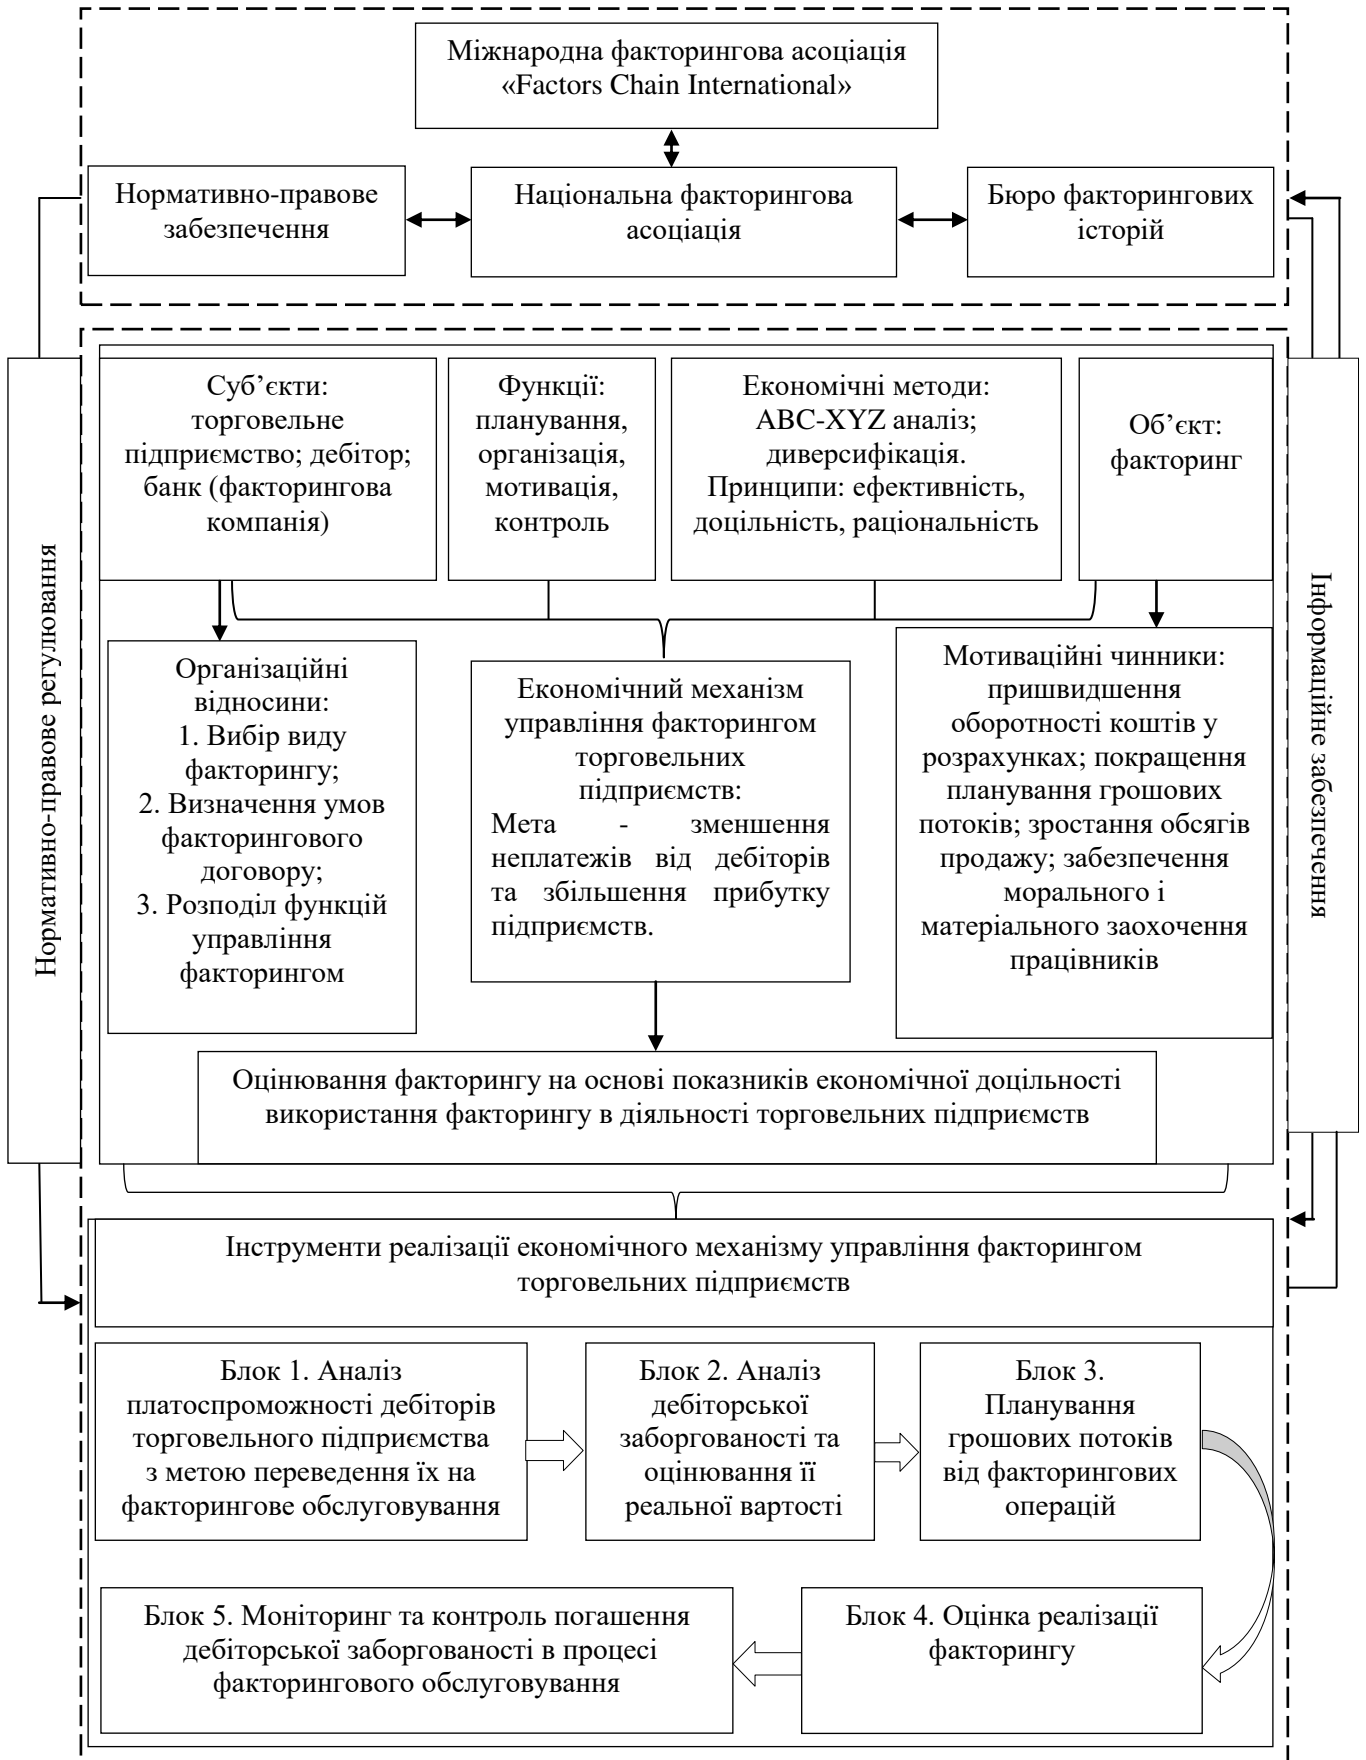 Міжнародна факторингова асоціація
«Factors Chain International»
Нормативно-правове
забезпечення
Національна факторингова
асоціація
Бюро факторингових
історій
Нормативно-правове регулювання
Суб’єкти:
торговельне
підприємство; дебітор;
банк (факторингова
компанія)
Функції:
планування,
організація,
мотивація,
контроль
Економічні методи:
АВС-XYZ аналіз;
диверсифікація.
Принципи: ефективність,
доцільність, раціональність
Об’єкт:
факторинг
Інформаційне забезпечення
Організаційні
відносини:
1. Вибір виду
факторингу;
2. Визначення умов
факторингового
договору;
3. Розподіл функцій
управління
факторингом
Економічний механізм
управління факторингом
торговельних
підприємств:
Мета - зменшення
неплатежів від дебіторів
та збільшення прибутку
підприємств.
Мотиваційні чинники:
пришвидшення
оборотності коштів у
розрахунках; покращення
планування грошових
потоків; зростання обсягів
продажу; забезпечення
морального і
матеріального заохочення
працівників
Оцінювання факторингу на основі показників економічної доцільності
використання факторингу в діяльності торговельних підприємств
Інструменти реалізації економічного механізму управління факторингом
торговельних підприємств
Блок 1. Аналіз
платоспроможності дебіторів
торговельного підприємства
з метою переведення їх на
факторингове обслуговування
Блок 2. Аналіз
дебіторської
заборгованості та
оцінювання її
реальної вартості
Блок 3.
Планування
грошових потоків
від факторингових
операцій
Блок 5. Моніторинг та контроль погашення
дебіторської заборгованості в процесі
факторингового обслуговування
Блок 4. Оцінка реалізації
факторингу